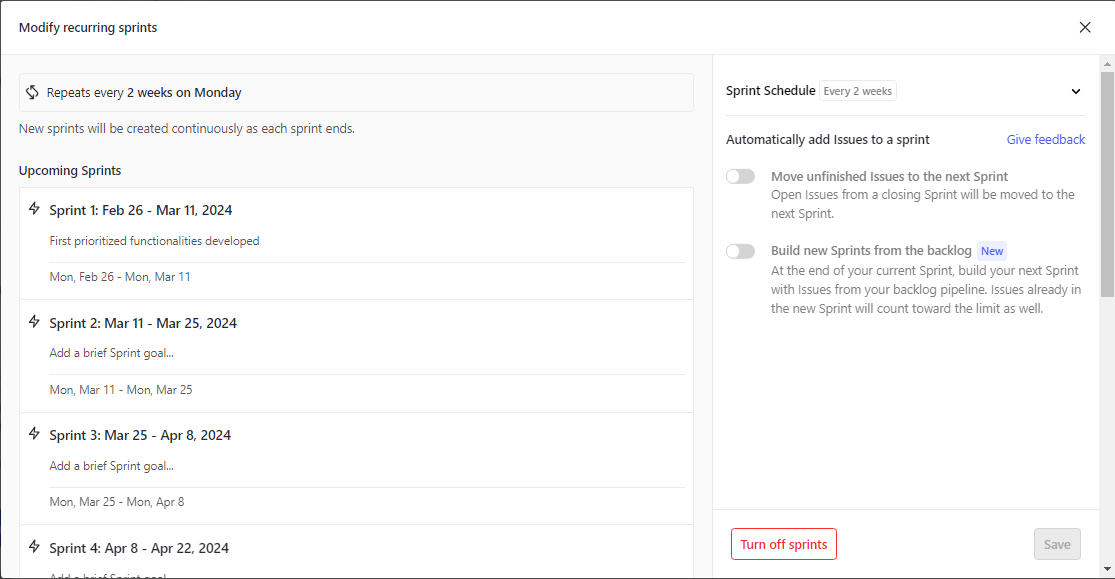 Modify recurring sprints
Repeats every 2 weeks on Monday
New sprints will be created continuously as each sprint ends.
Upcoming Sprints
Sprint 1: Feb 26 - Mar 11, 2024
First prioritized functionalities developed
Mon, Feb 26 - Mon, Mar 11
Sprint 2: Mar 11 - Mar 25, 2024
Add a brief Sprint goal...
Mon, Mar 11 - Mon, Mar 25
Sprint 3: Mar 25 - Apr 8, 2024
Add a brief Sprint goal...
Mon, Mar 25 - Mon, Apr 8
Sprint 4: Apr 8 - Apr 22, 2024
Add a brief Sprint goal...
Sprint Schedule Every 2 weeks
Automatically add Issues to a sprint Give feedback
Move unfinished Issues to the next Sprint
Open Issues from a closing Sprint will be moved to the
next Sprint.
Build new Sprints from the backlog New
At the end of your current Sprint, build your next Sprint
with Issues from your backlog pipeline. Issues already in
the new Sprint will count toward the limit as well.
Turn off sprints Save